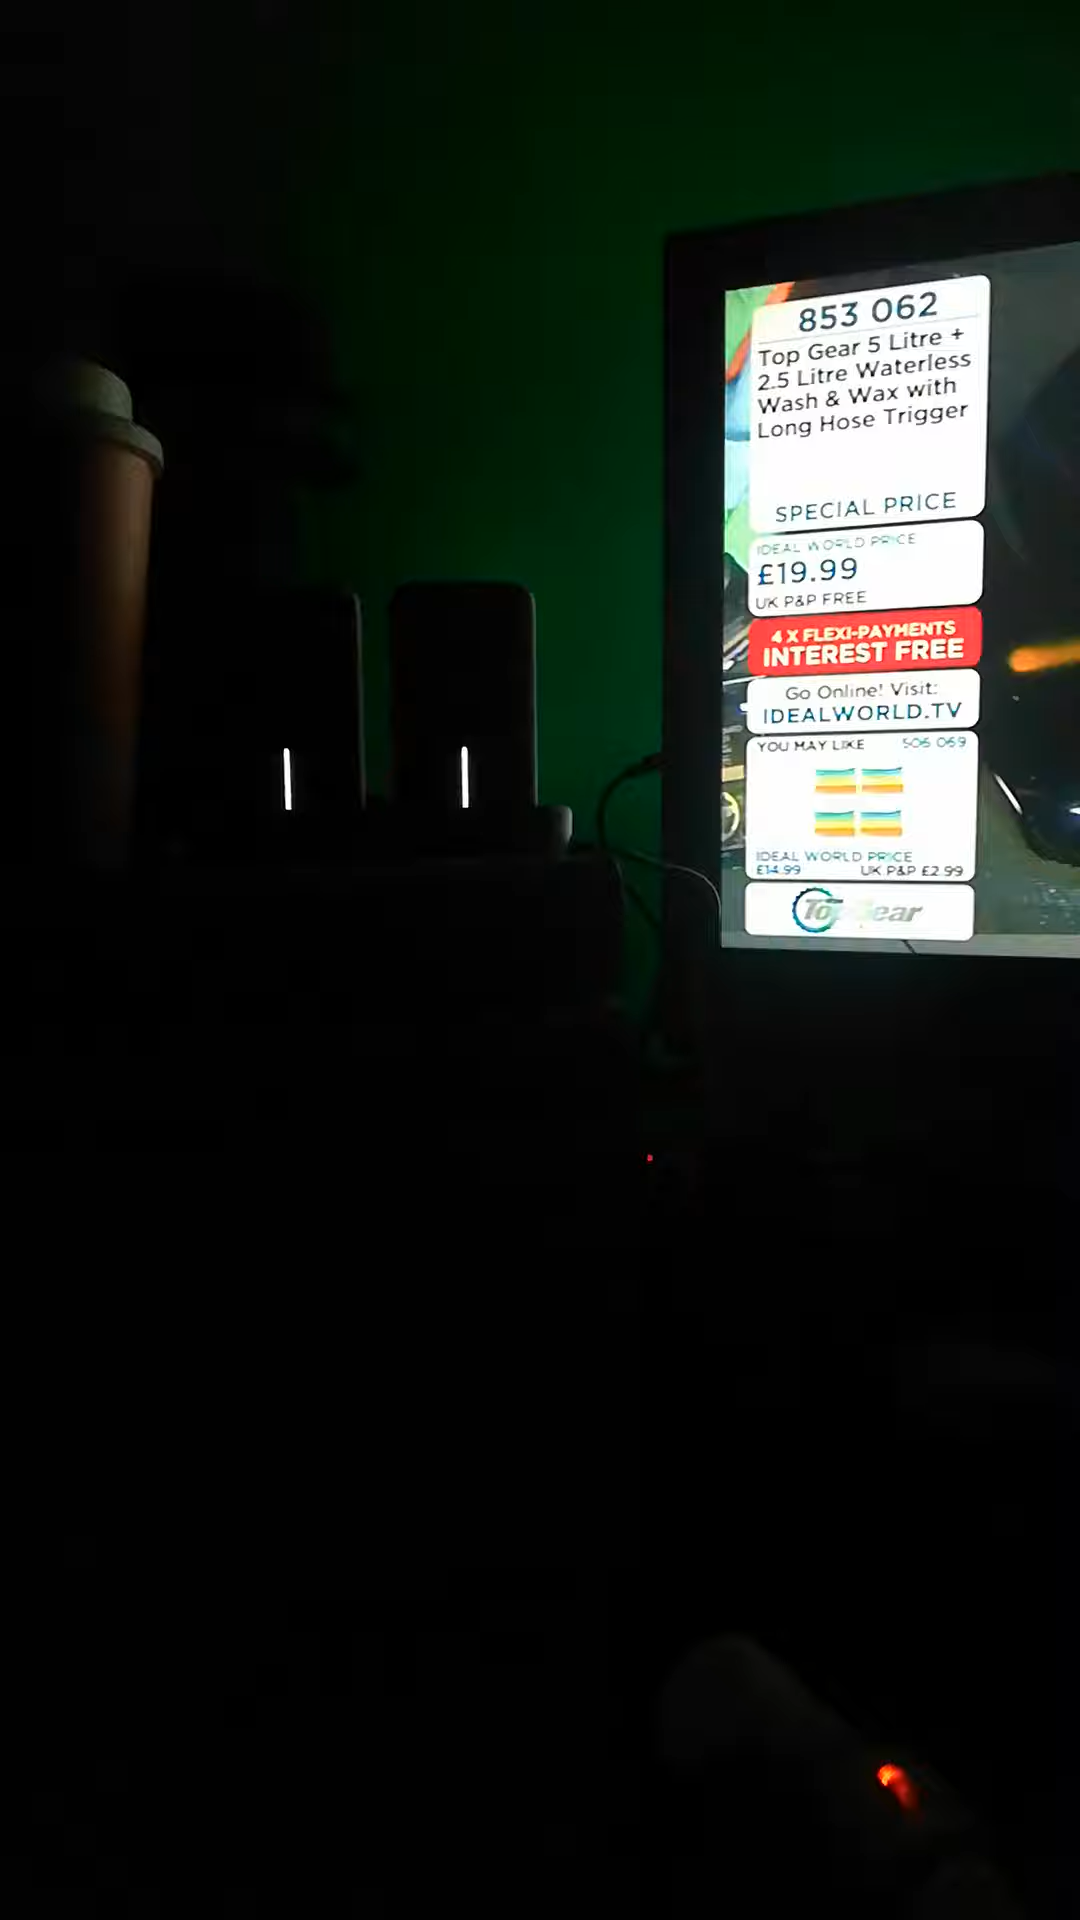 853 062
Top Gear 5 Litre +
2.5 Litre Waterless
Wash & Wax with
Long Hose Trigger
SPECIAL PRICE
IDEAL WORLD PRICE
£19.99
UK P&P FREE
4 X FLEXI-PAYMENTS
INTEREST FREE
Go Online! Visit:
IDEALWORLD.TV
YOU MAY LIKE 506 069
IDEAL WORLD PRICE
£14.99 UK P&P £2.99
Top Gear